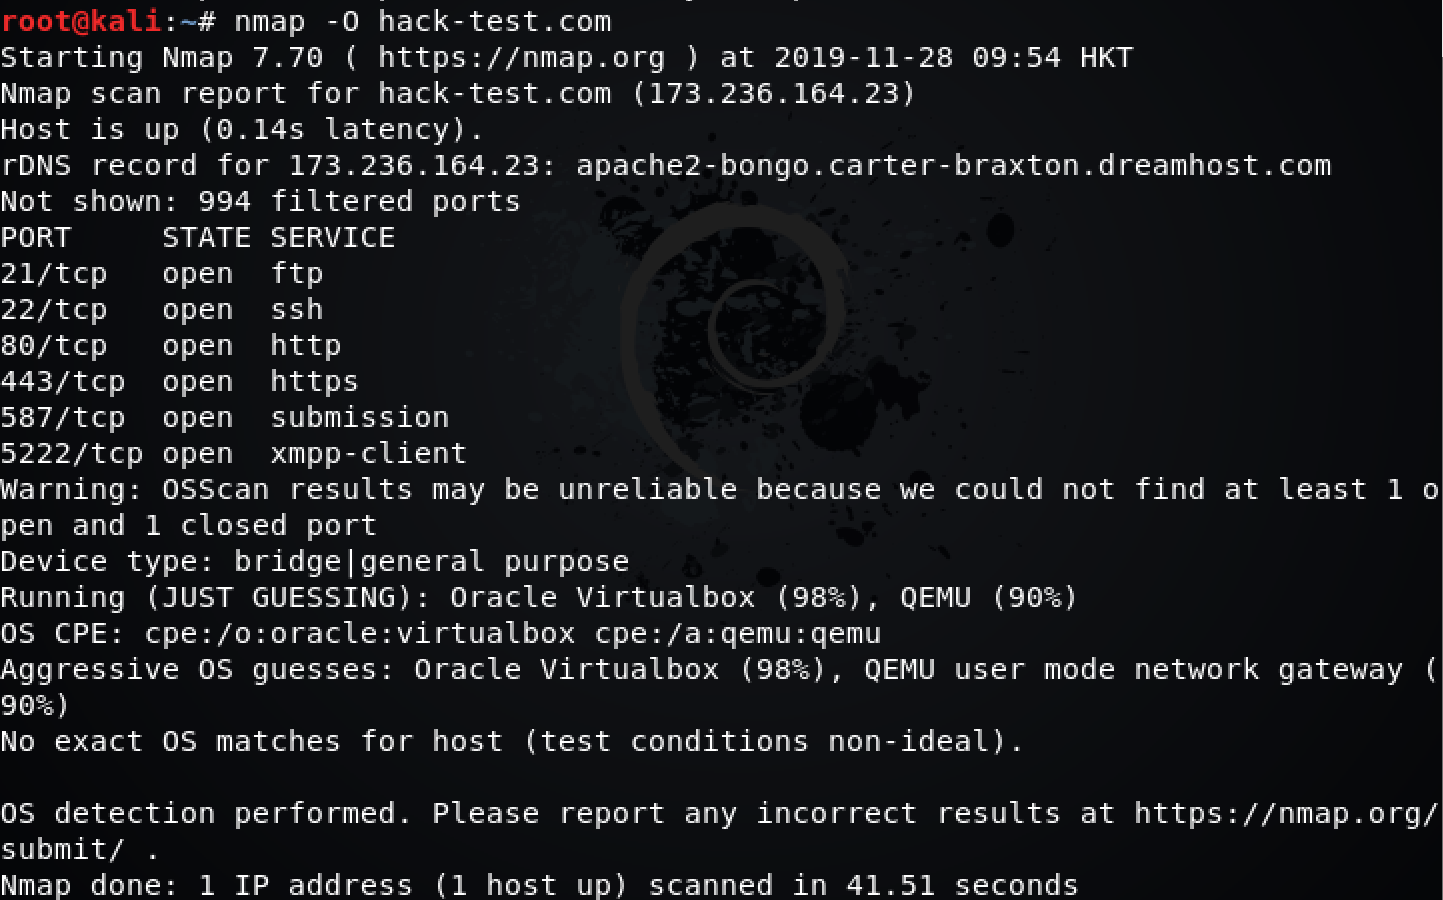 root@kali:~# nmap -O hack-test.com
Starting Nmap 7.70 ( https://nmap.org ) at 2019-11-28 09:54 HKT
Nmap scan report for hack-test.com (173.236.164.23)
Host is up (0.14s latency).
rDNS record for 173.236.164.23: apache2-bongo.carter-braxton.dreamhost.com
Not shown: 994 filtered ports
PORT     STATE SERVICE
21/tcp   open  ftp
22/tcp   open  ssh
80/tcp   open  http
443/tcp  open  https
587/tcp  open  submission
5222/tcp open  xmpp-client
Warning: OSScan results may be unreliable because we could not find at least 1 o
pen and 1 closed port
Device type: bridge|general purpose
Running (JUST GUESSING): Oracle Virtualbox (98%), QEMU (90%)
OS CPE: cpe:/o:oracle:virtualbox cpe:/a:qemu:qemu
Aggressive OS guesses: Oracle Virtualbox (98%), QEMU user mode network gateway (
90%)
No exact OS matches for host (test conditions non-ideal).

OS detection performed. Please report any incorrect results at https://nmap.org/
submit/ .
Nmap done: 1 IP address (1 host up) scanned in 41.51 seconds